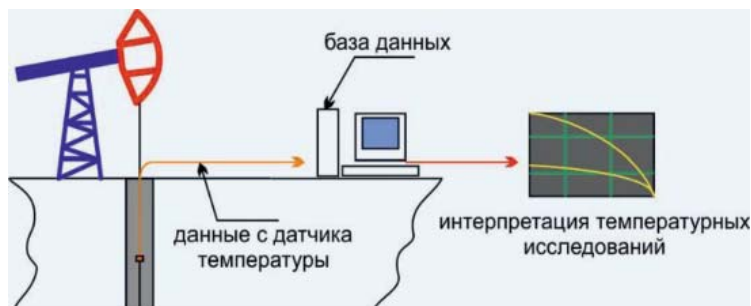 база данных
данные с датчика
температуры
интерпретация температурных
исследований